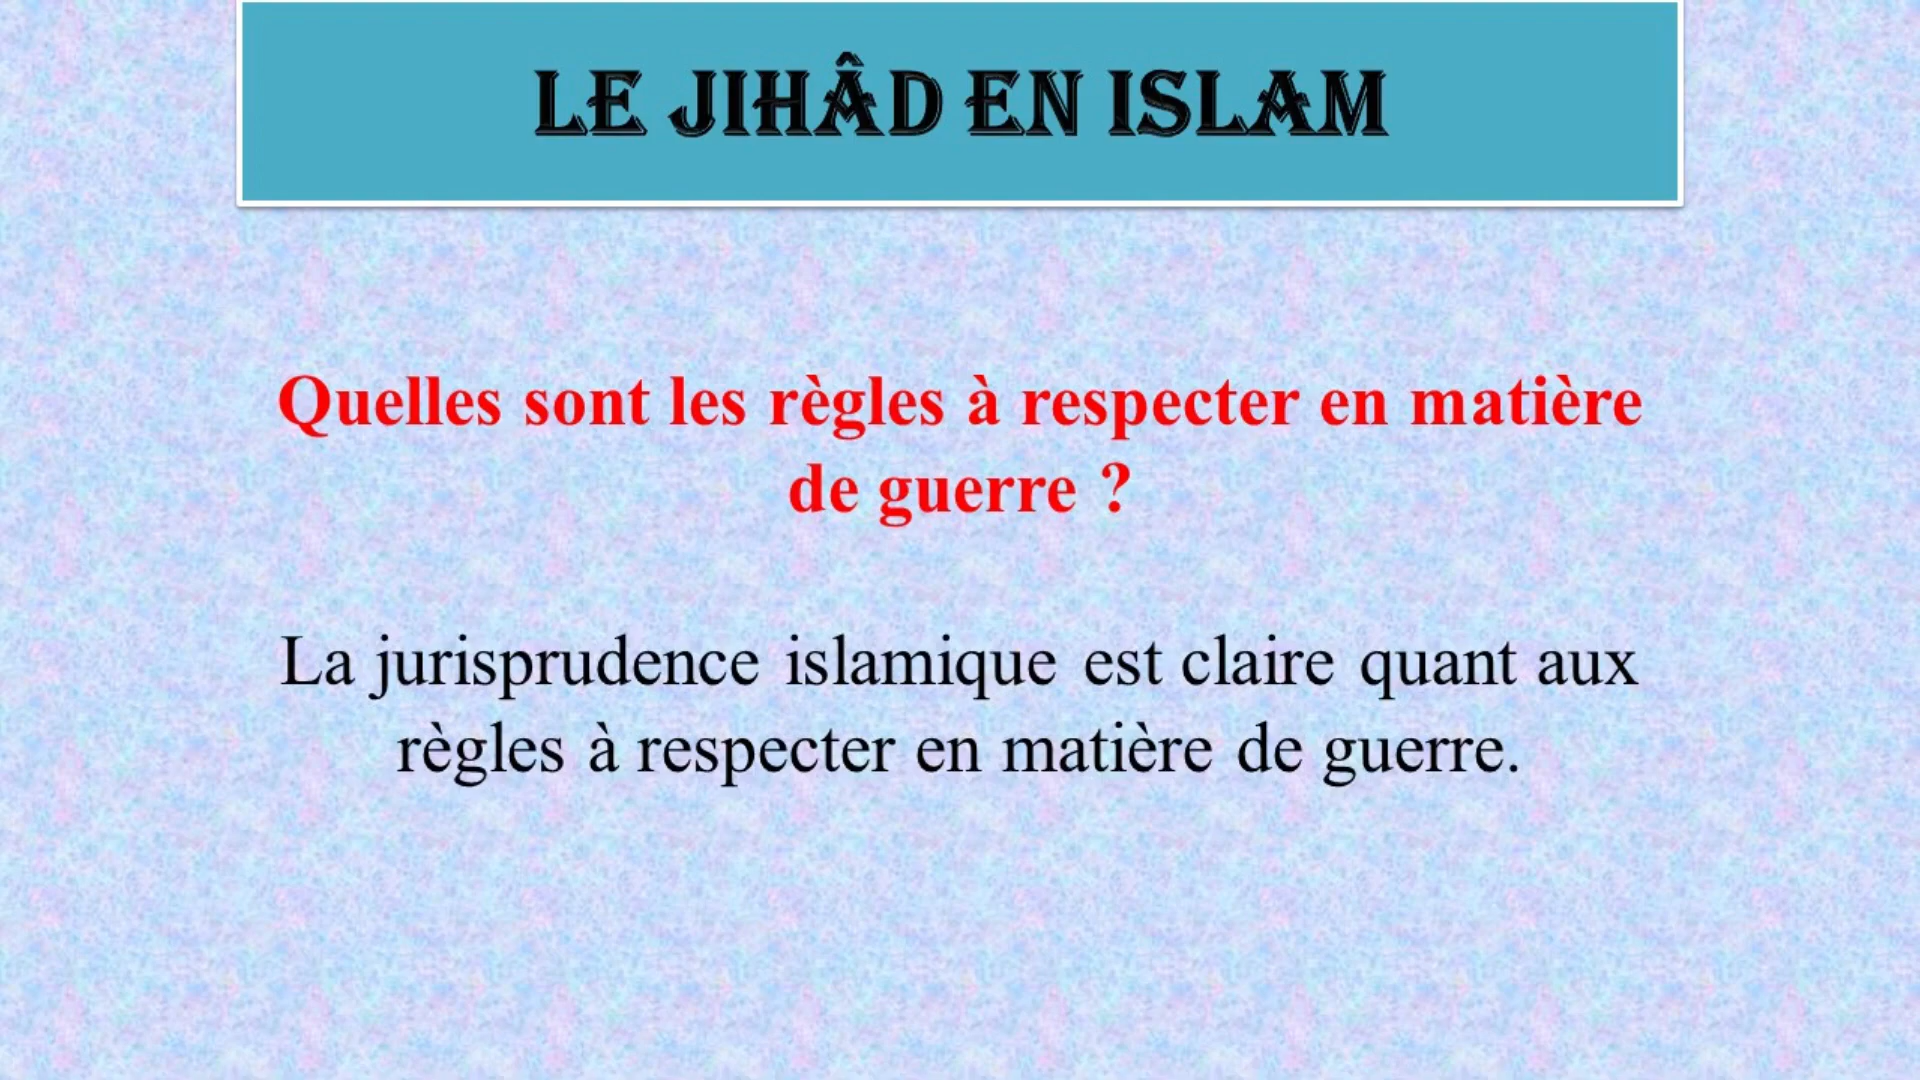 LE JIHÂD EN ISLAM
Quelles sont les règles à respecter en matière
de guerre ?
La jurisprudence islamique est claire quant aux
règles à respecter en matière de guerre.